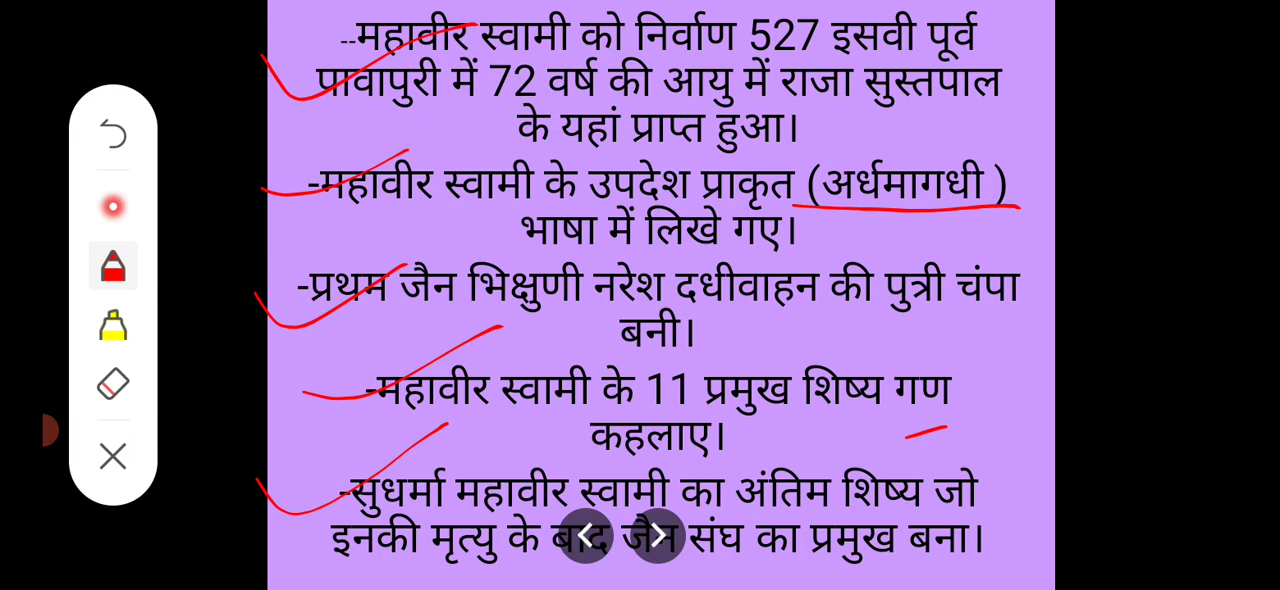 --महावीर स्वामी को निर्वाण 527 इसवी पूर्व
पावापुरी में 72 वर्ष की आयु में राजा सुस्तपाल
के यहां प्राप्त हुआ।
-महावीर स्वामी के उपदेश प्राकृत (अर्धमागधी )
भाषा में लिखे गए।
-प्रथम जैन भिक्षुणी नरेश दधीवाहन की पुत्री चंपा
बनी।
-महावीर स्वामी के 11 प्रमुख शिष्य गण
कहलाए।
-सुधर्मा महावीर स्वामी का अंतिम शिष्य जो
इनकी मृत्यु के बाद जैन संघ का प्रमुख बना।